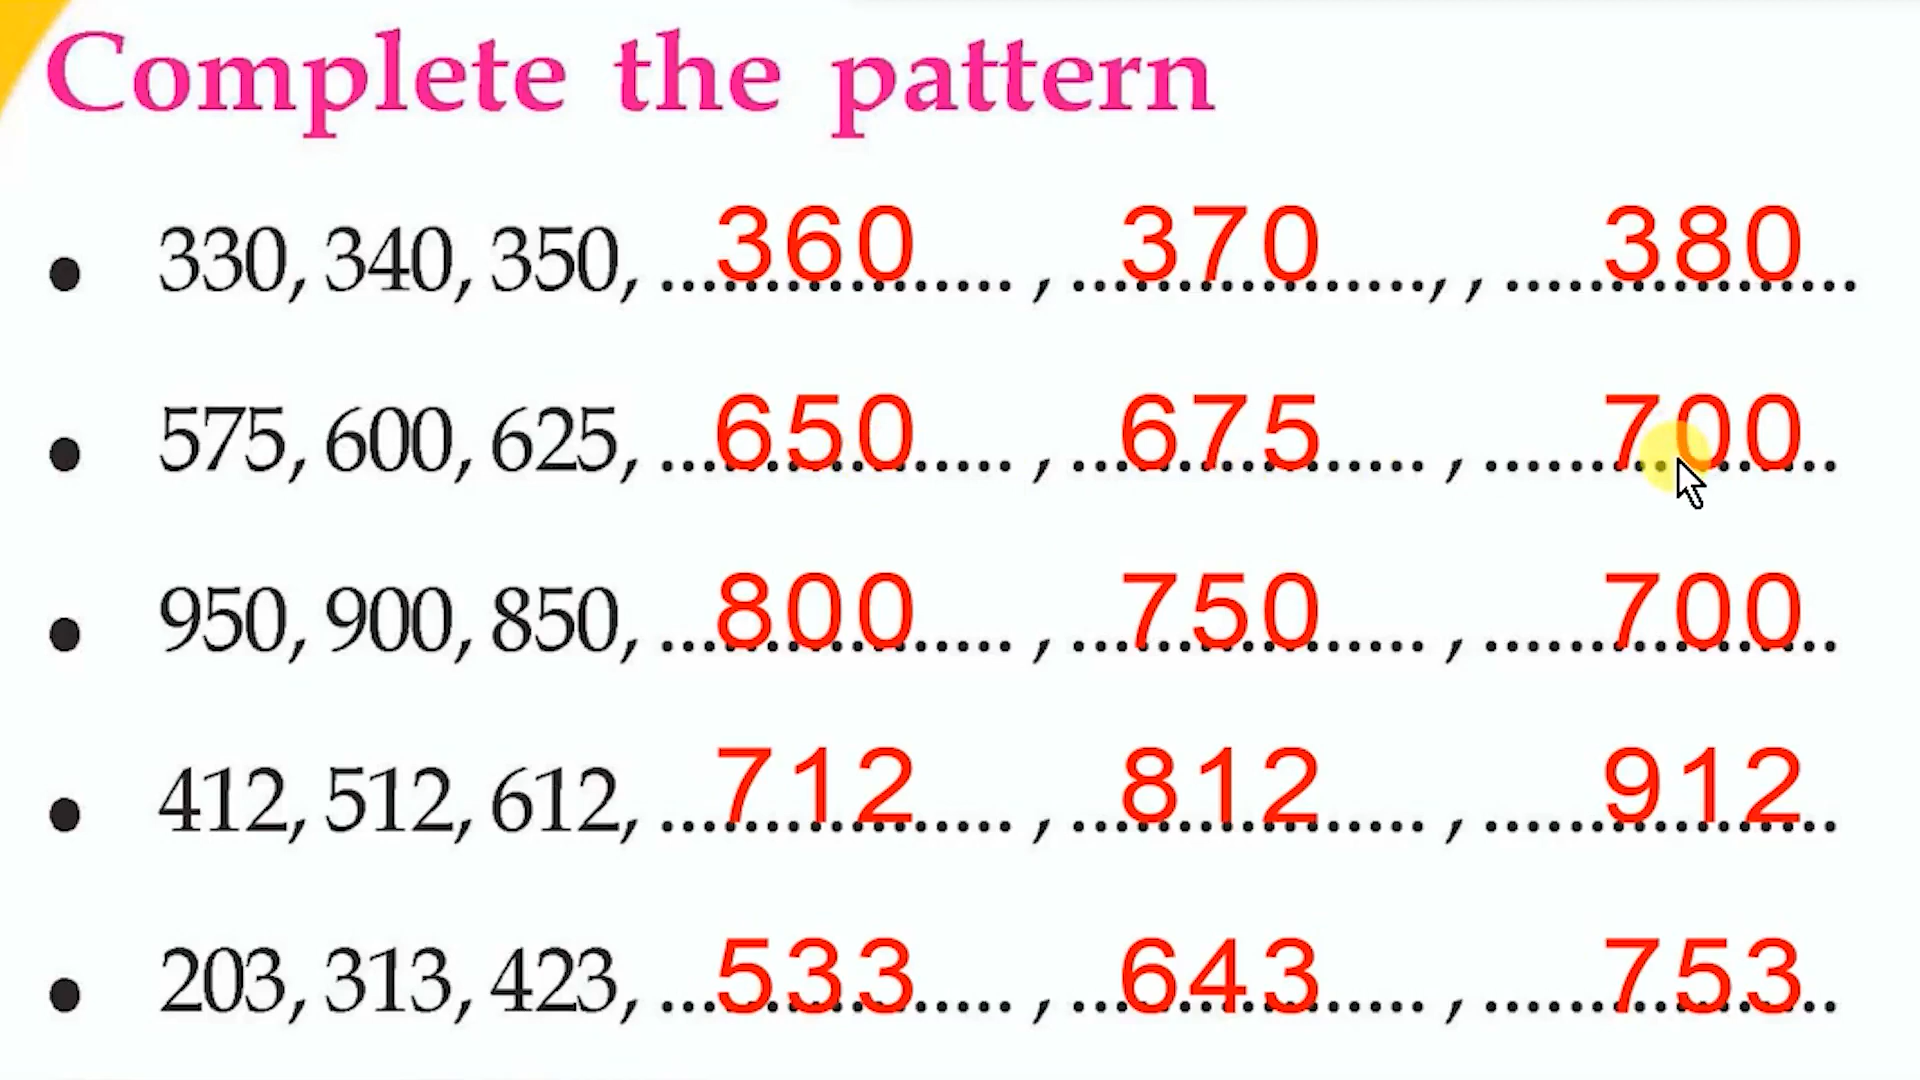 Complete the pattern
• 330, 340, 350, ...360... , ...370...., , ...380...
• 575, 600, 625, ...650... , ...675... , ...700...
• 950, 900, 850, ...800... , ...750... , ...700...
• 412, 512, 612, ...712... , ...812... , ...912...
• 203, 313, 423, ...533... , ...643... , ...753...